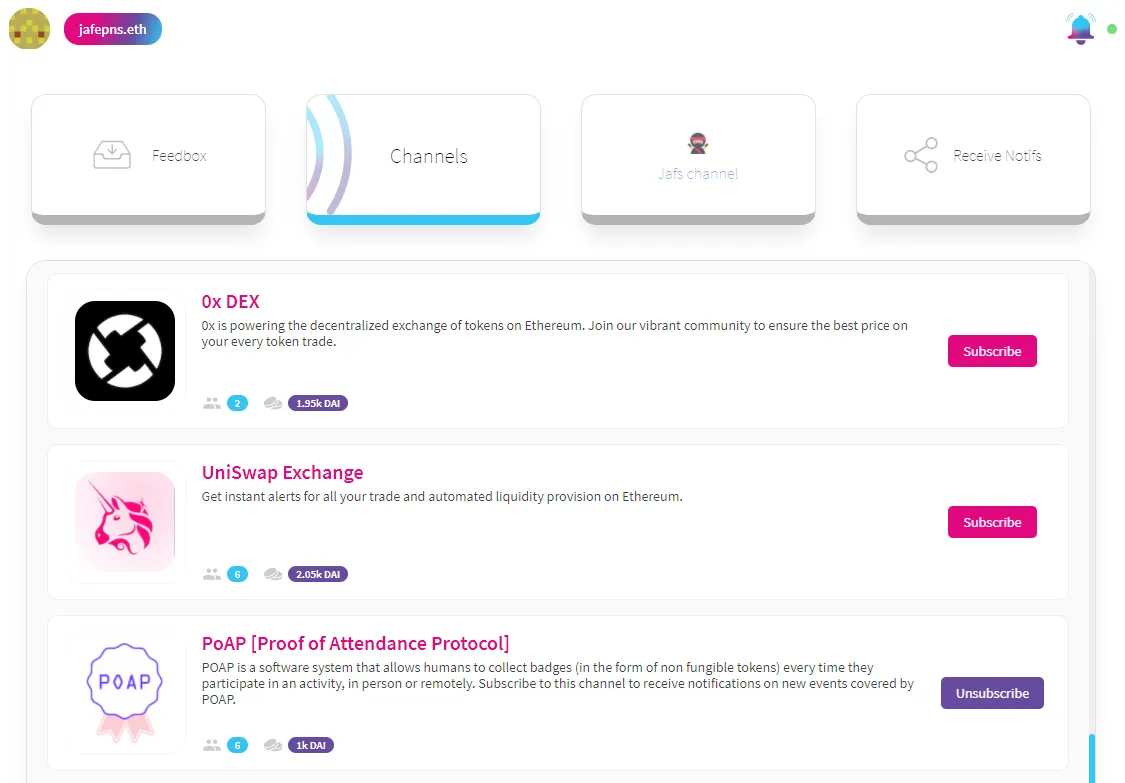 jafepns.eth
Feedbox
Channels
Jafs channel
Receive Notifs
0x DEX
0x is powering the decentralized exchange of tokens on Ethereum. Join our vibrant community to ensure the best price on
your every token trade.
Subscribe
2
1.95k DAI
UniSwap Exchange
Get instant alerts for all your trade and automated liquidity provision on Ethereum.
Subscribe
6
2.05k DAI
POAP
PoAP [Proof of Attendance Protocol]
POAP is a software system that allows humans to collect badges (in the form of non fungible tokens) every time they
participate in an activity, in person or remotely. Subscribe to this channel to receive notifications on new events covered by
POAP.
Unsubscribe
6
1k DAI